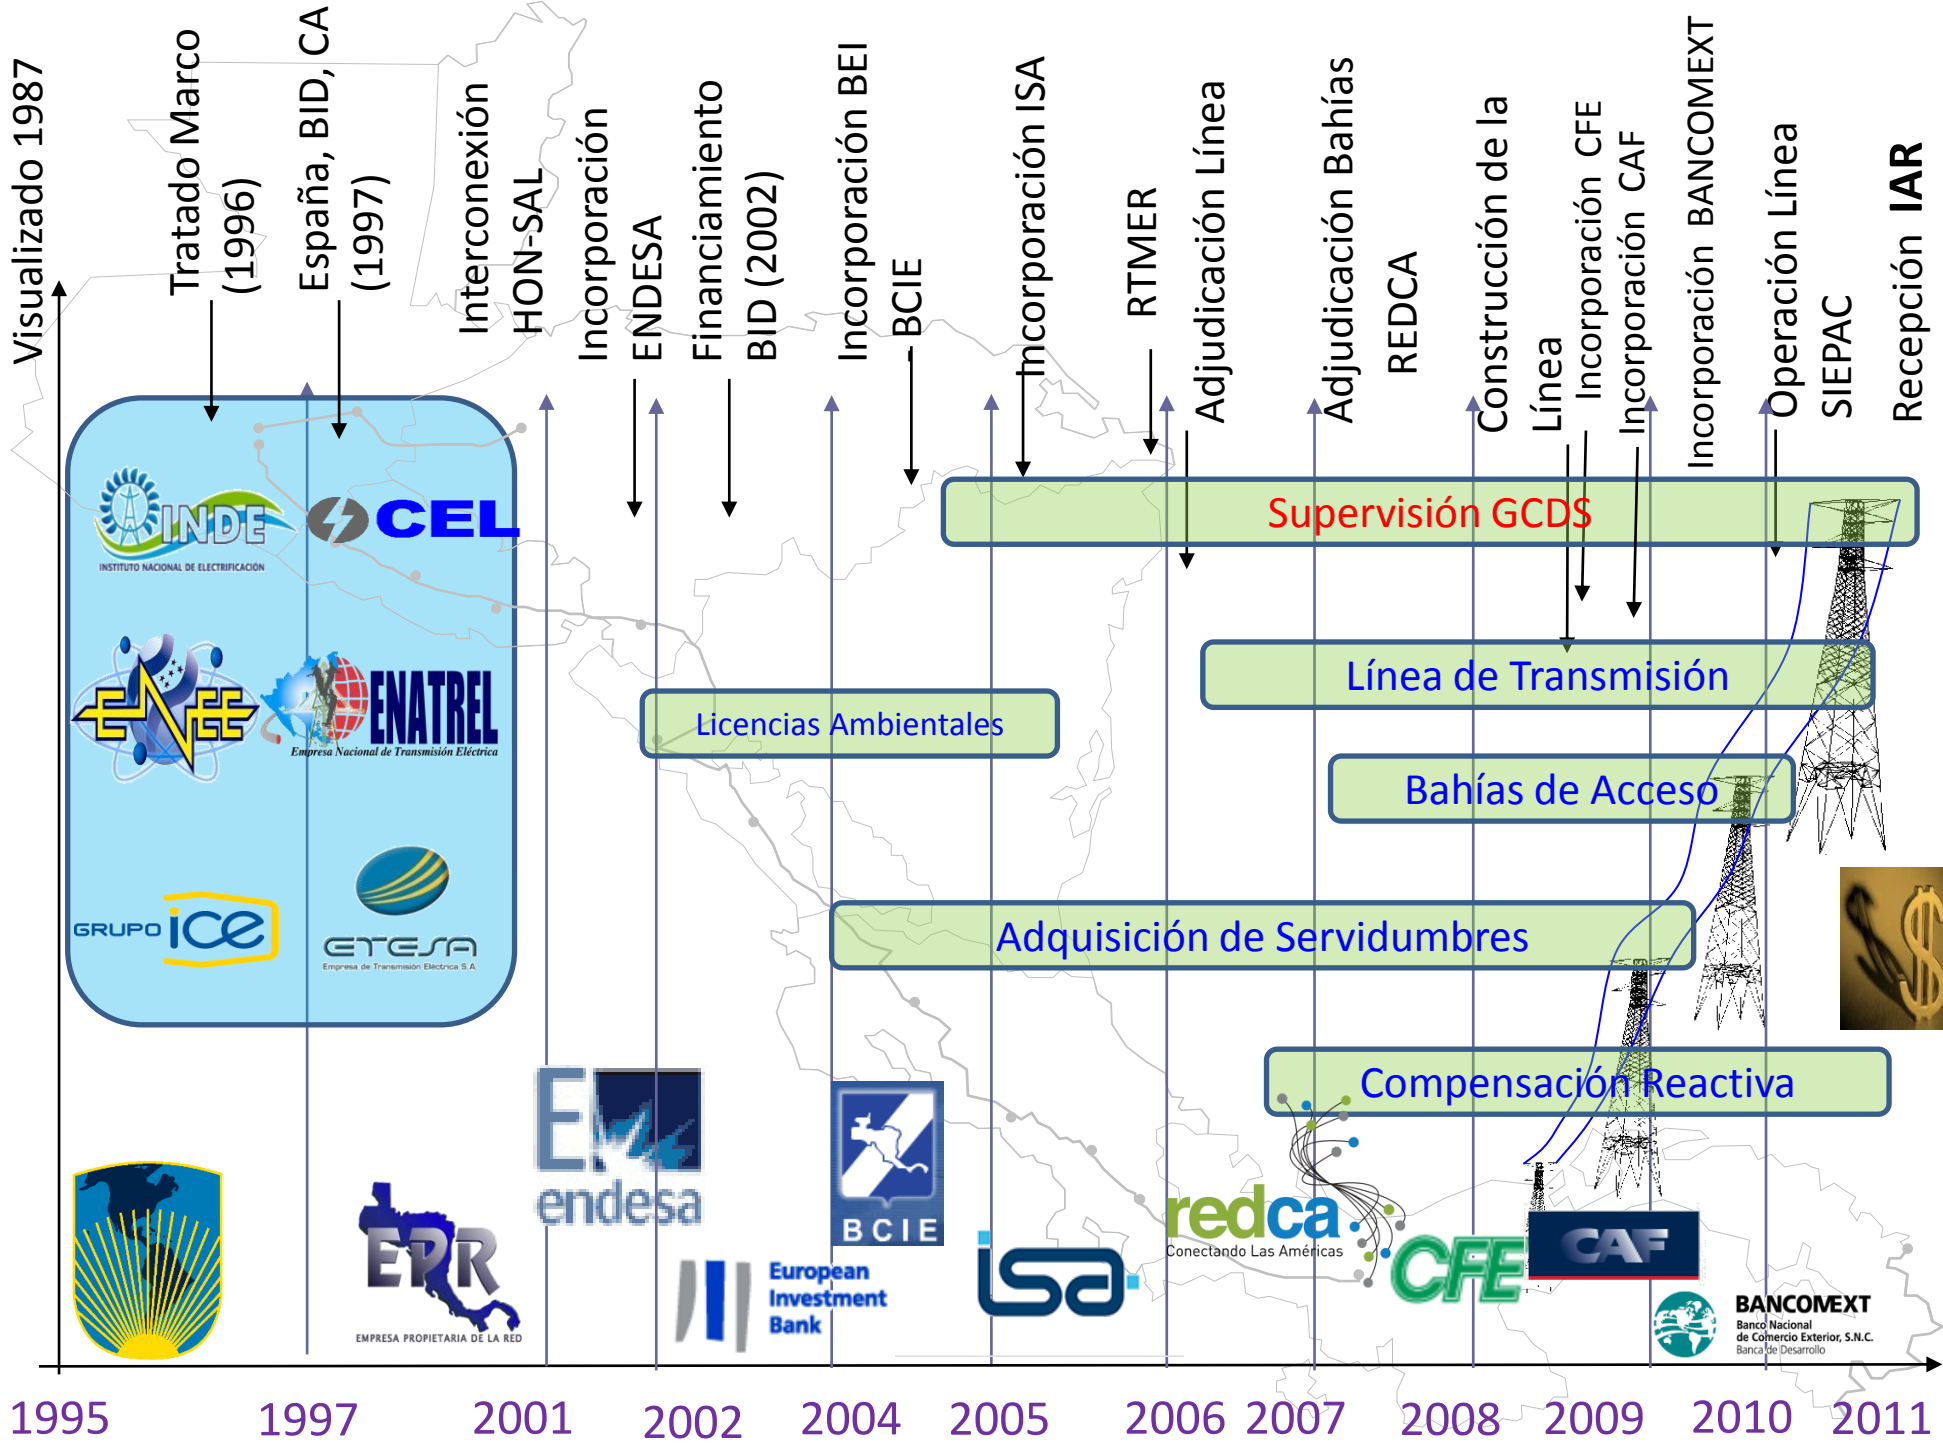 Visualizado 1987
Tratado Marco
(1996)
España, BID, CA
(1997)
Interconexión
HON-SAL
Incorporación
ENDESA
Financiamiento
BID (2002)
Incorporación BEI
BCIE
Incorporación ISA
RTMER
Adjudicación Línea
Adjudicación Bahías
REDCA
Construcción de la
Línea
Incorporación CFE
Incorporación CAF
Incorporación BANCOMEXT
Operación Línea
SIEPAC
Recepción IAR
INDE
INSTITUTO NACIONAL DE ELECTRIFICACIÓN
CEL
ENEE
ENATREL
Empresa Nacional de Transmisión Eléctrica
GRUPO ICE
ETESA
Empresa de Transmisión Eléctrica S.A.
Supervisión GCDS
Línea de Transmisión
Licencias Ambientales
Bahías de Acceso
Adquisición de Servidumbres
Compensación Reactiva
EPR
EMPRESA PROPIETARIA DE LA RED
E
endesa
European
Investment
Bank
BCIE
isa
redca
Conectando Las Américas
CFE
CAF
BANCOMEXT
Banco Nacional
de Comercio Exterior, S.N.C.
Banca de Desarrollo
$
1995
1997
2001
2002
2004
2005
2006
2007
2008
2009
2010
2011